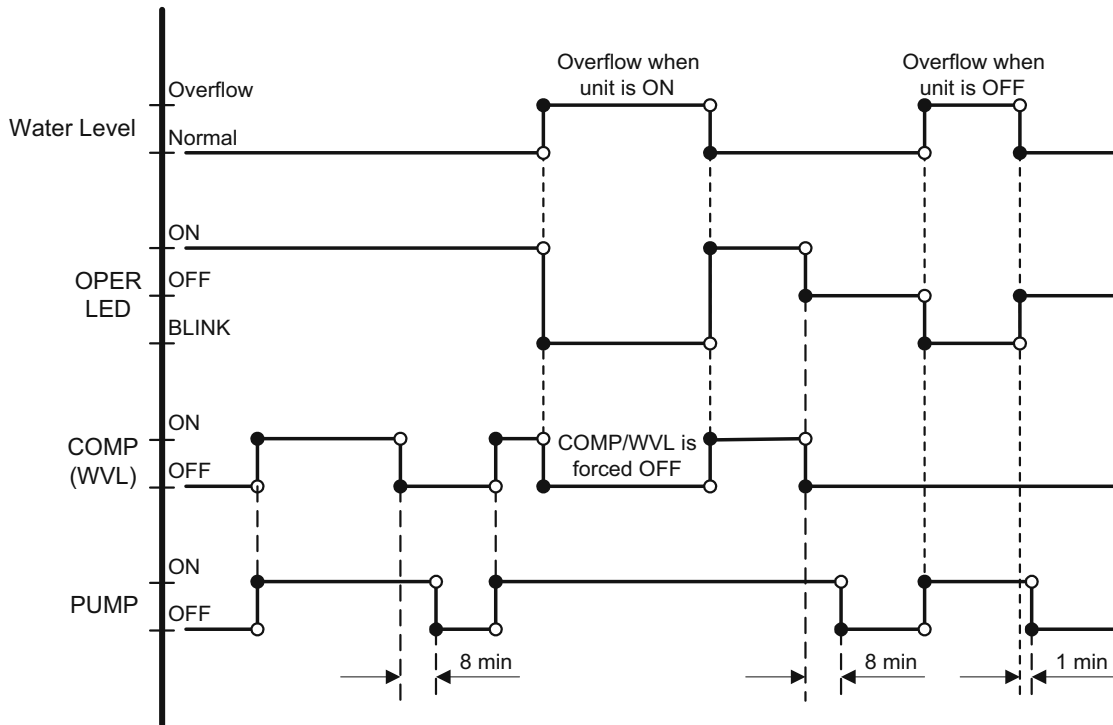 Overflow when
unit is ON
Overflow when
unit is OFF
Overflow
Water Level
Normal
ON
OPER
LED
OFF
BLINK
ON
COMP
(WVL)
OFF
COMP/WVL is
forced OFF
ON
PUMP
OFF
8 min
8 min
1 min